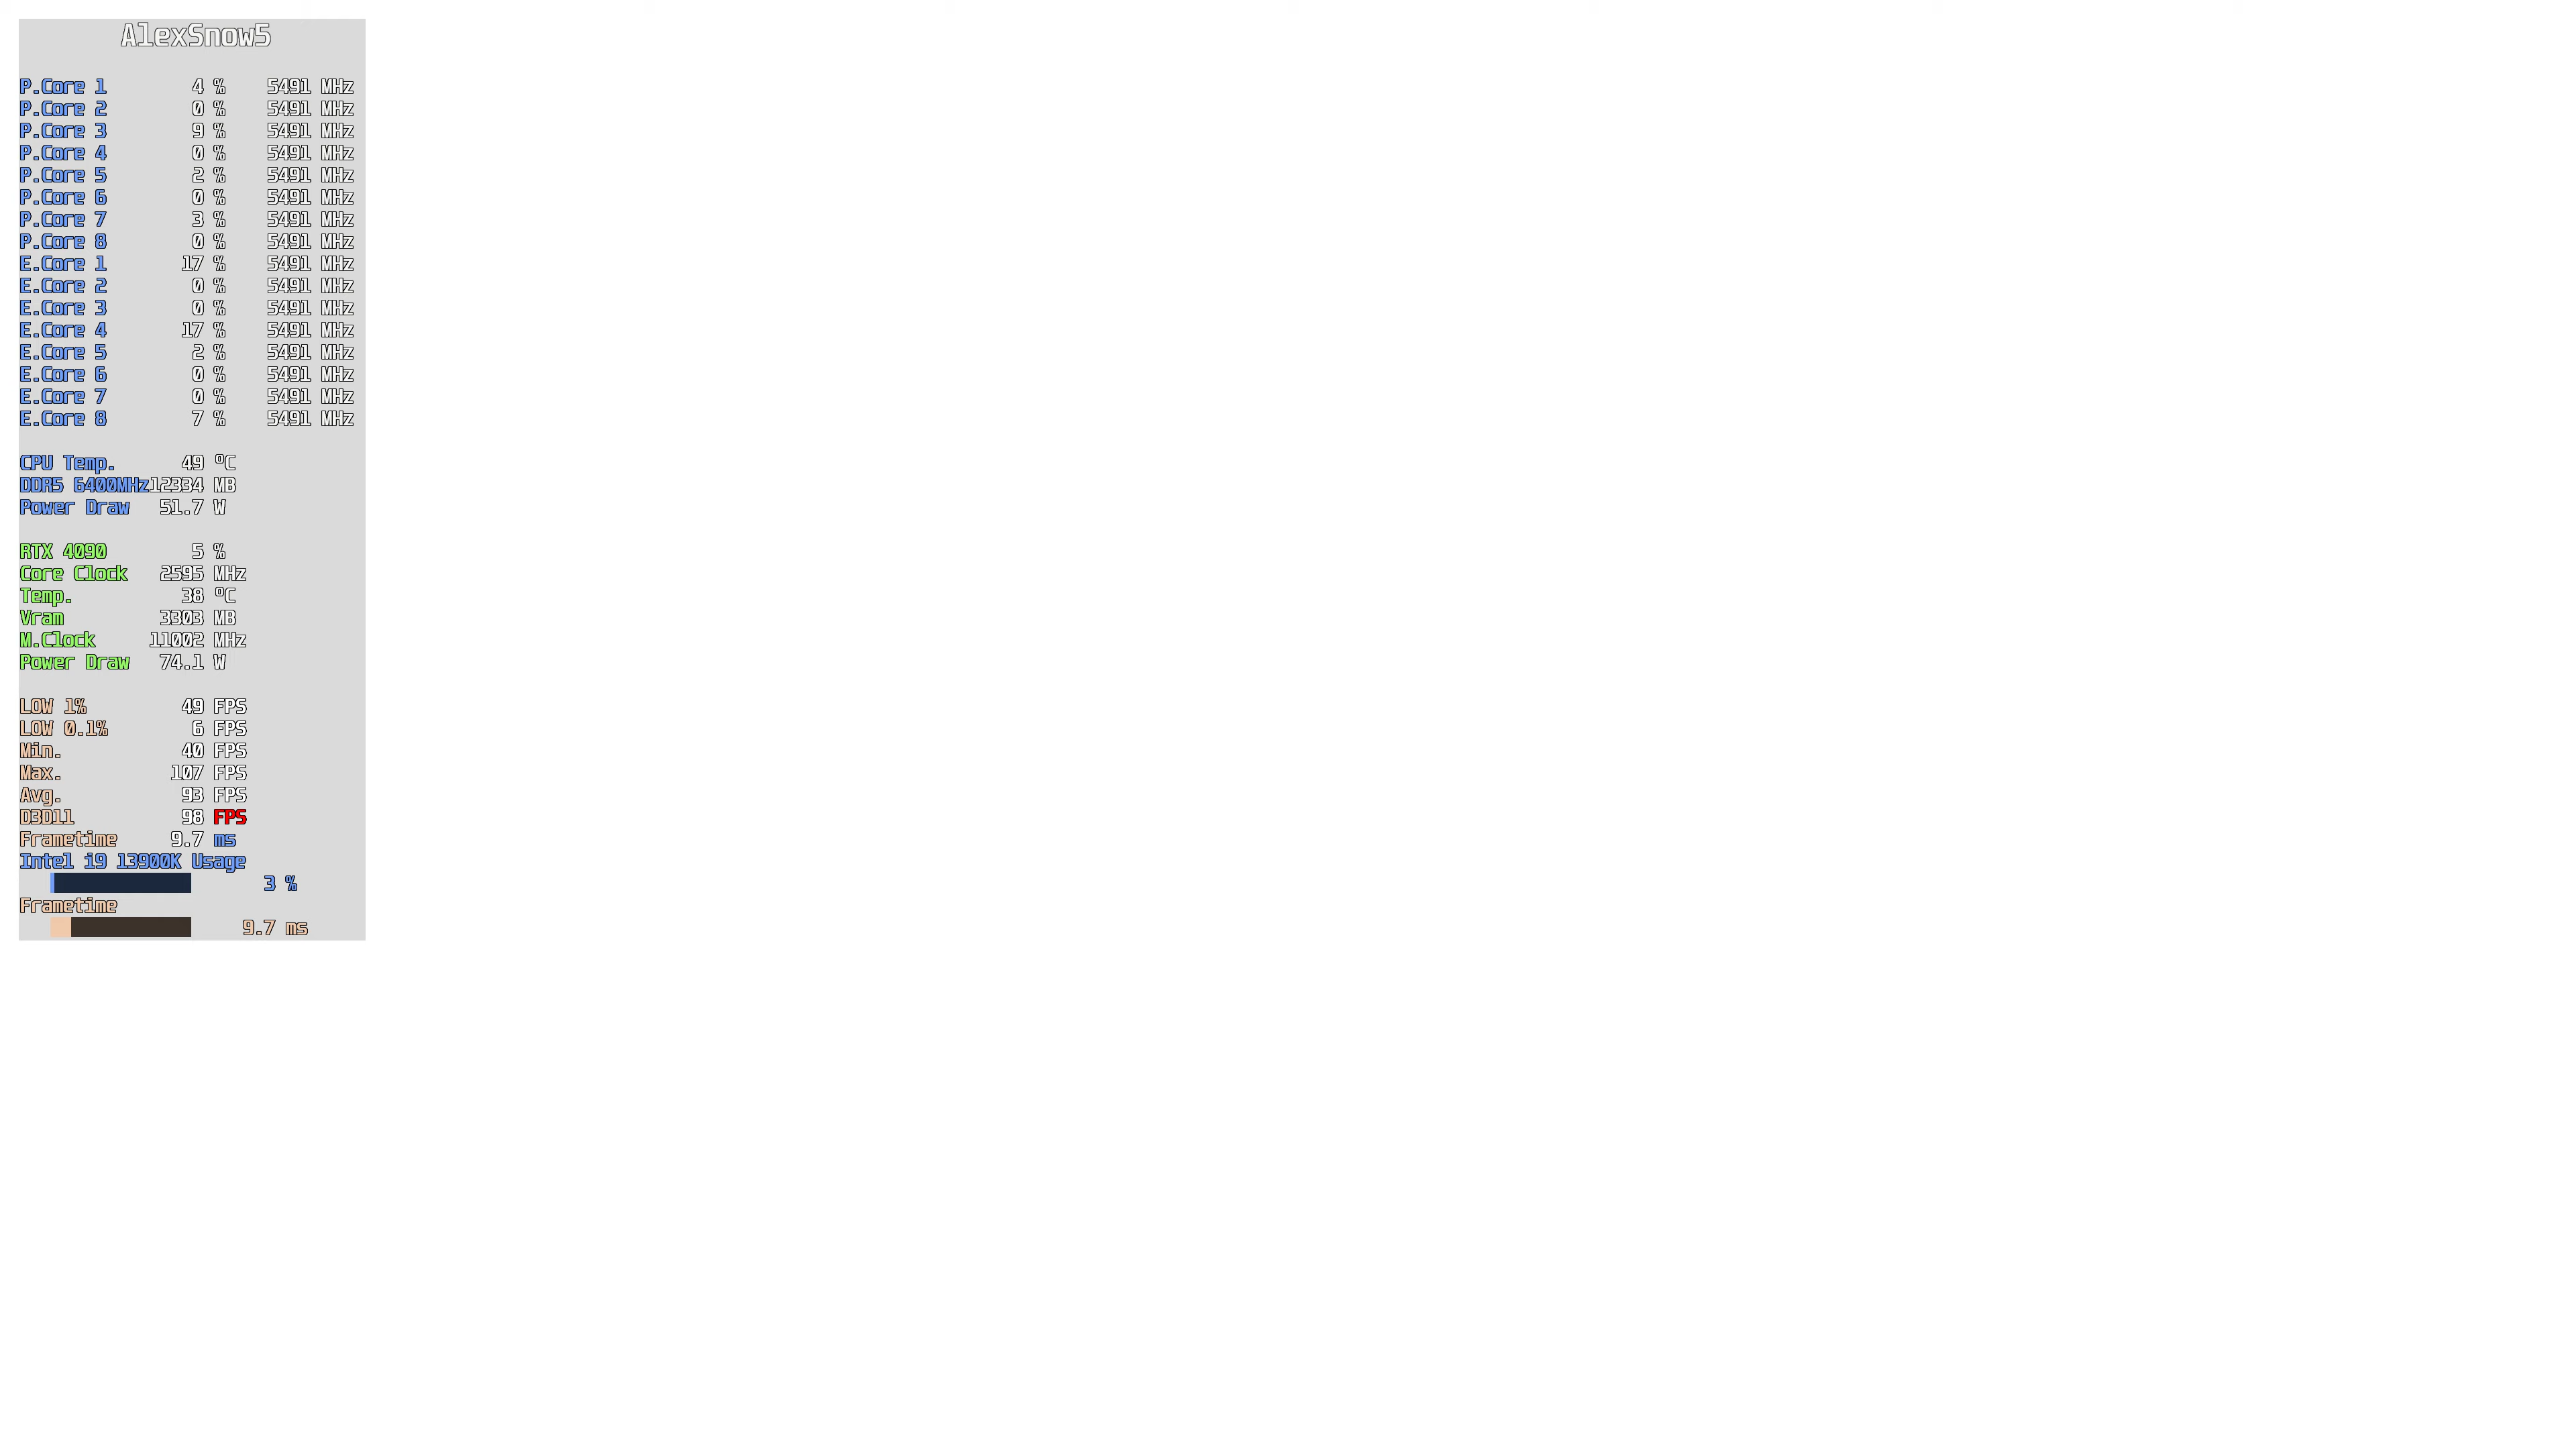 AlexSnow5
P.Core 1 4 % 5491 MHz
P.Core 2 0 % 5491 MHz
P.Core 3 9 % 5491 MHz
P.Core 4 0 % 5491 MHz
P.Core 5 2 % 5491 MHz
P.Core 6 0 % 5491 MHz
P.Core 7 3 % 5491 MHz
P.Core 8 0 % 5491 MHz
E.Core 1 17 % 5491 MHz
E.Core 2 0 % 5491 MHz
E.Core 3 0 % 5491 MHz
E.Core 4 17 % 5491 MHz
E.Core 5 2 % 5491 MHz
E.Core 6 0 % 5491 MHz
E.Core 7 0 % 5491 MHz
E.Core 8 7 % 5491 MHz
CPU Temp. 49 °C
DDR5 6400MHz 12334 MB
Power Draw 51.7 W
RTX 4090 5 %
Core Clock 2595 MHz
Temp. 38 °C
Vram 3303 MB
M.Clock 11002 MHz
Power Draw 74.1 W
LOW 1% 49 FPS
LOW 0.1% 6 FPS
Min. 40 FPS
Max. 107 FPS
Avg. 93 FPS
D3D11 98 FPS
Frametime 9.7 ms
Intel i9 13900K Usage
3 %
Frametime
9.7 ms